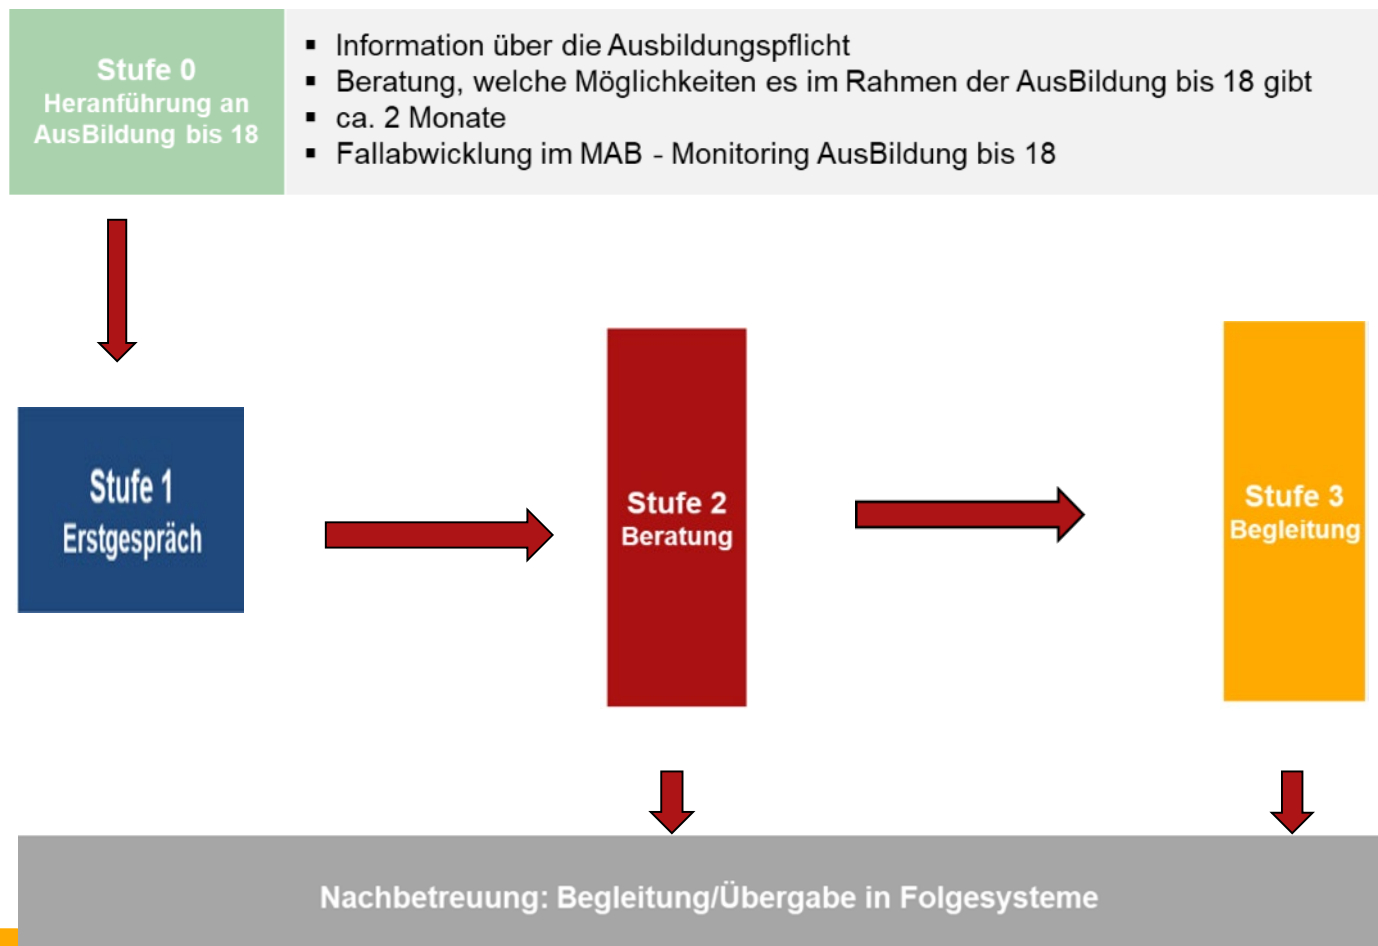 Stufe 0
Heranführung an
AusBildung bis 18
▪ Information über die Ausbildungspflicht
▪ Beratung, welche Möglichkeiten es im Rahmen der AusBildung bis 18 gibt
▪ ca. 2 Monate
▪ Fallabwicklung im MAB - Monitoring AusBildung bis 18
Stufe 1
Erstgespräch
Stufe 2
Beratung
Stufe 3
Begleitung
Nachbetreuung: Begleitung/Übergabe in Folgesysteme